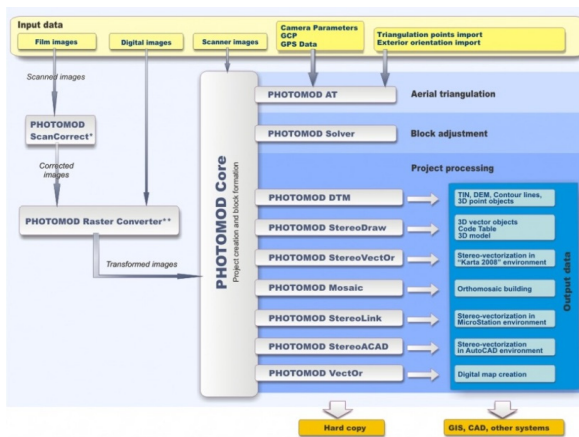 Input data
Film images
Digital images
Scanner images
Camera Parameters
GCP
GPS Data
Triangulation points import
Exterior orientation import
Scanned images
PHOTOMOD
ScanCorrect*
Corrected
images
PHOTOMOD Raster Converter**
Transformed images
PHOTOMOD Core
Project creation and block formation
PHOTOMOD AT
Aerial triangulation
PHOTOMOD Solver
Block adjustment
Project processing
PHOTOMOD DTM
TIN, DEM, Contour lines,
3D point objects
PHOTOMOD StereoDraw
3D vector objects
Code Table
3D model
PHOTOMOD StereoVectOr
Stereo-vectorization in
"Karta 2008" environment
PHOTOMOD Mosaic
Orthomosaic building
PHOTOMOD StereoLink
Stereo-vectorization in
MicroStation environment
PHOTOMOD StereoACAD
Stereo-vectorization
in AutoCAD environment
PHOTOMOD VectOr
Digital map creation
Output data
Hard copy
GIS, CAD, other systems